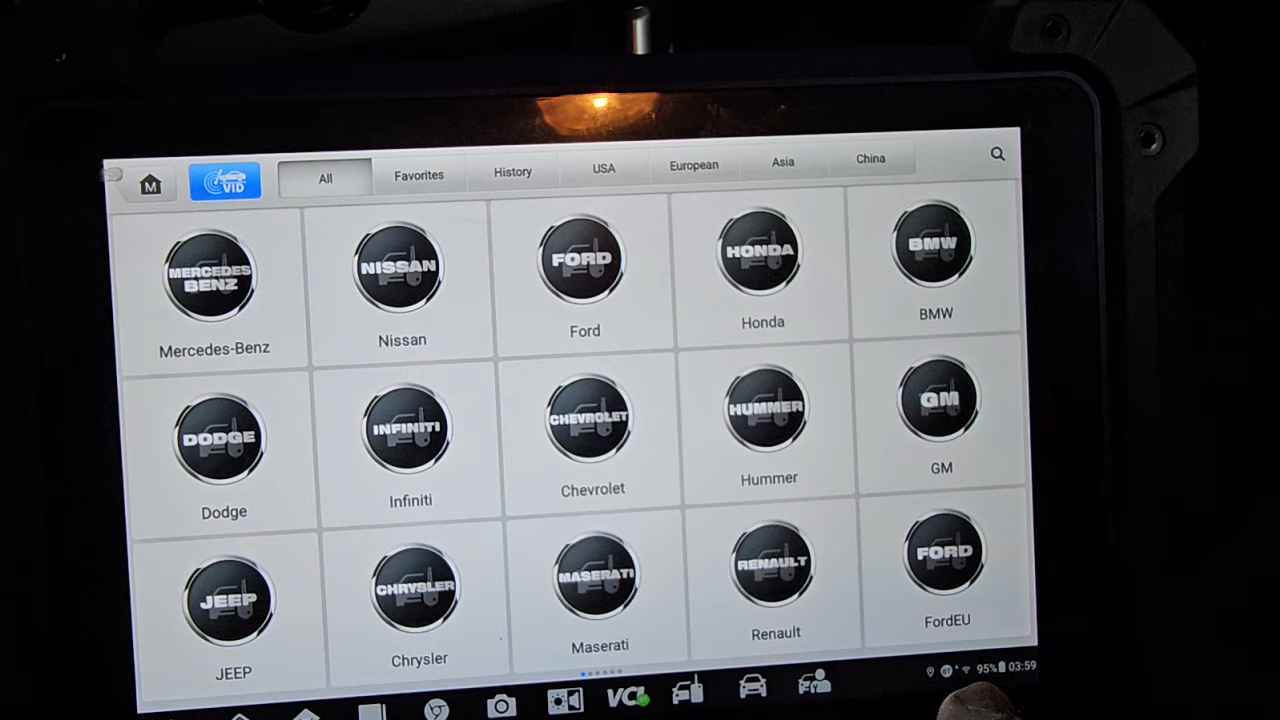 M
VID
All
Favorites
History
USA
European
Asia
China
MERCEDES
BENZ
NISSAN
FORD
HONDA
BMW
Mercedes-Benz
Nissan
Ford
Honda
BMW
DODGE
INFINITI
CHEVROLET
HUMMER
GM
Dodge
Infiniti
Chevrolet
Hummer
GM
JEEP
CHRYSLER
MASERATI
RENAULT
FORD
JEEP
Chrysler
Maserati
Renault
FordEU
VCI
95% 03:59